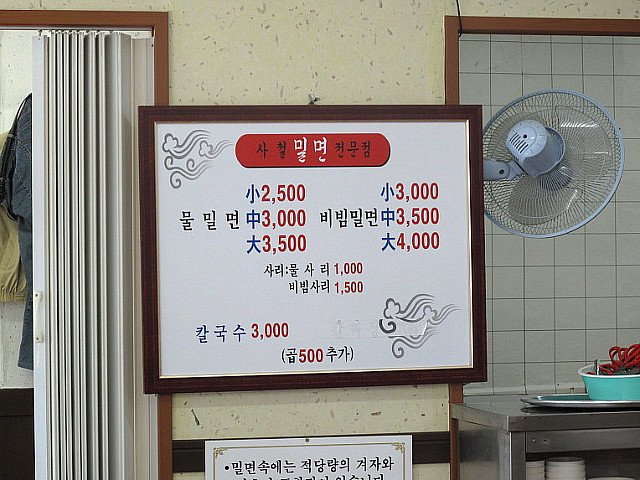 사철 밀면 전문점
小2,500 小3,000
물밀면 中3,000 비빔밀면 中3,500
大3,500 大4,000
사리:물사리 1,000
비빔사리 1,500
칼국수 3,000
(곱500추가)
•밀면속에는 적당량의 겨자와